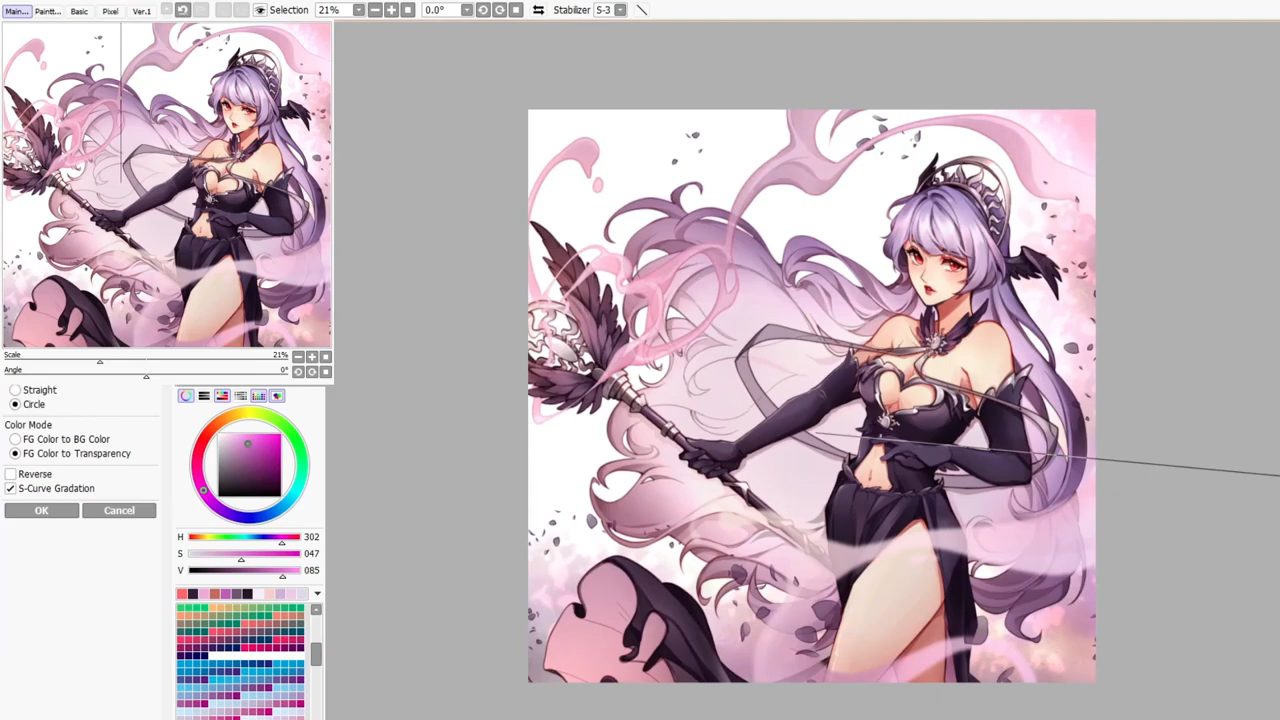 Main... Paintt... Basic Pixel Ver.1 Selection 21% 0.0° Stabilizer S-3
Scale 21%
Angle 0°
Straight
Circle
Color Mode
FG Color to BG Color
FG Color to Transparency
Reverse
S-Curve Gradation
OK Cancel
H 302
S 047
V 085